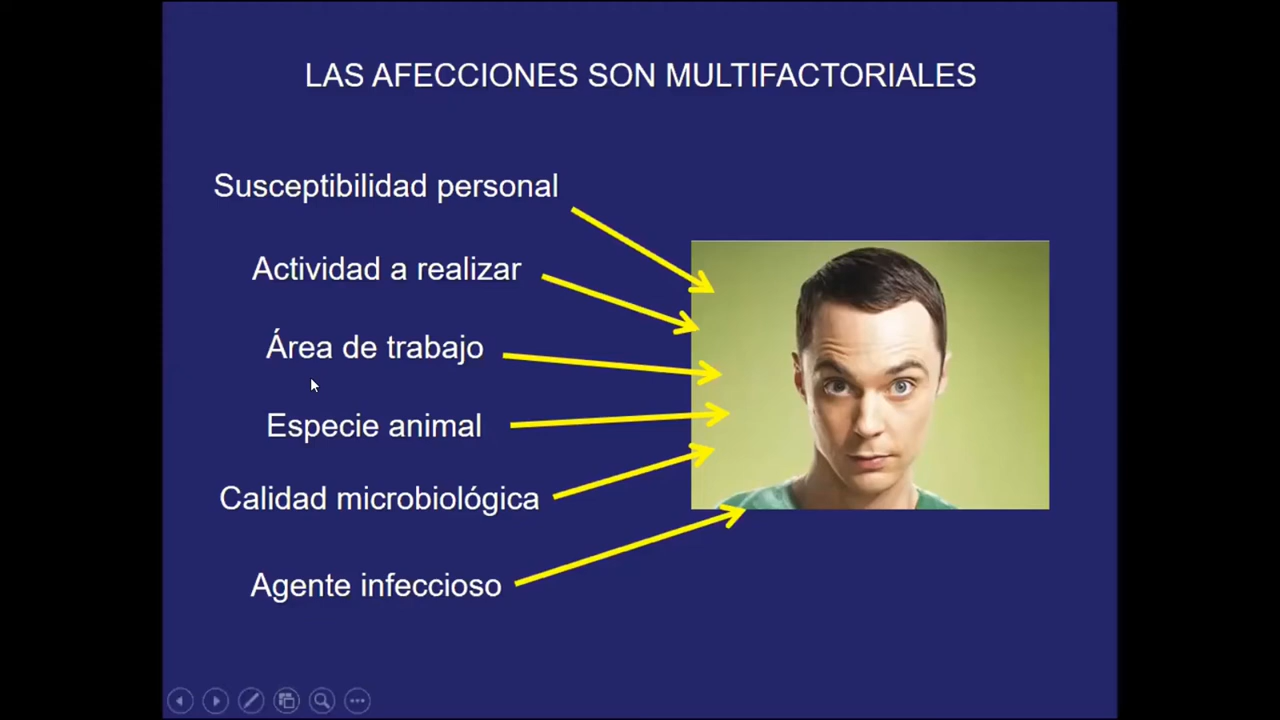 LAS AFECCIONES SON MULTIFACTORIALES
Susceptibilidad personal
Actividad a realizar
Área de trabajo
Especie animal
Calidad microbiológica
Agente infeccioso